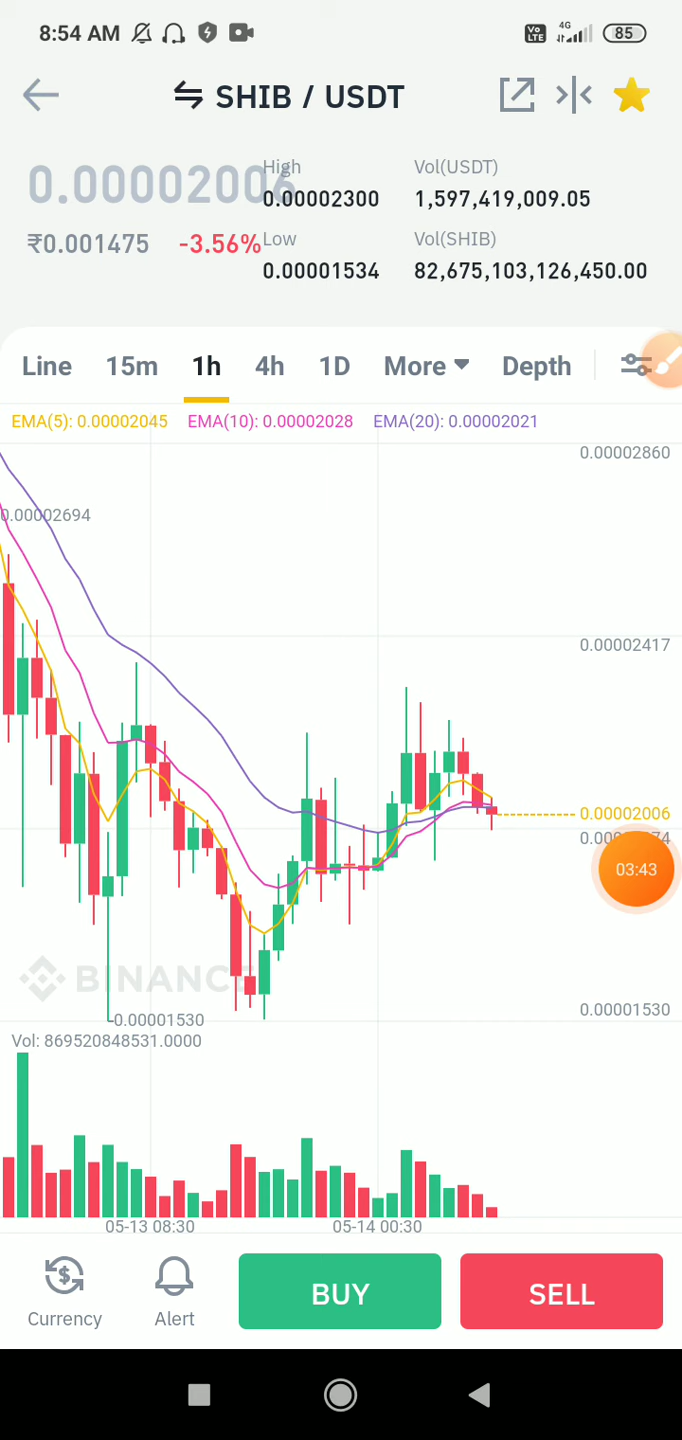 8:54 AM
Vo
LTE
4G
85
SHIB / USDT
0.00002006
High
0.00002300
Vol(USDT)
1,597,419,009.05
₹0.001475
-3.56%
Low
0.00001534
Vol(SHIB)
82,675,103,126,450.00
Line
15m
1h
4h
1D
More
Depth
EMA(5): 0.00002045
EMA(10): 0.00002028
EMA(20): 0.00002021
0.00002860
0.00002694
0.00002417
0.00002006
03:43
BINANCE
0.00001530
0.00001530
Vol: 869520848531.0000
05-13 08:30
05-14 00:30
Currency
Alert
BUY
SELL